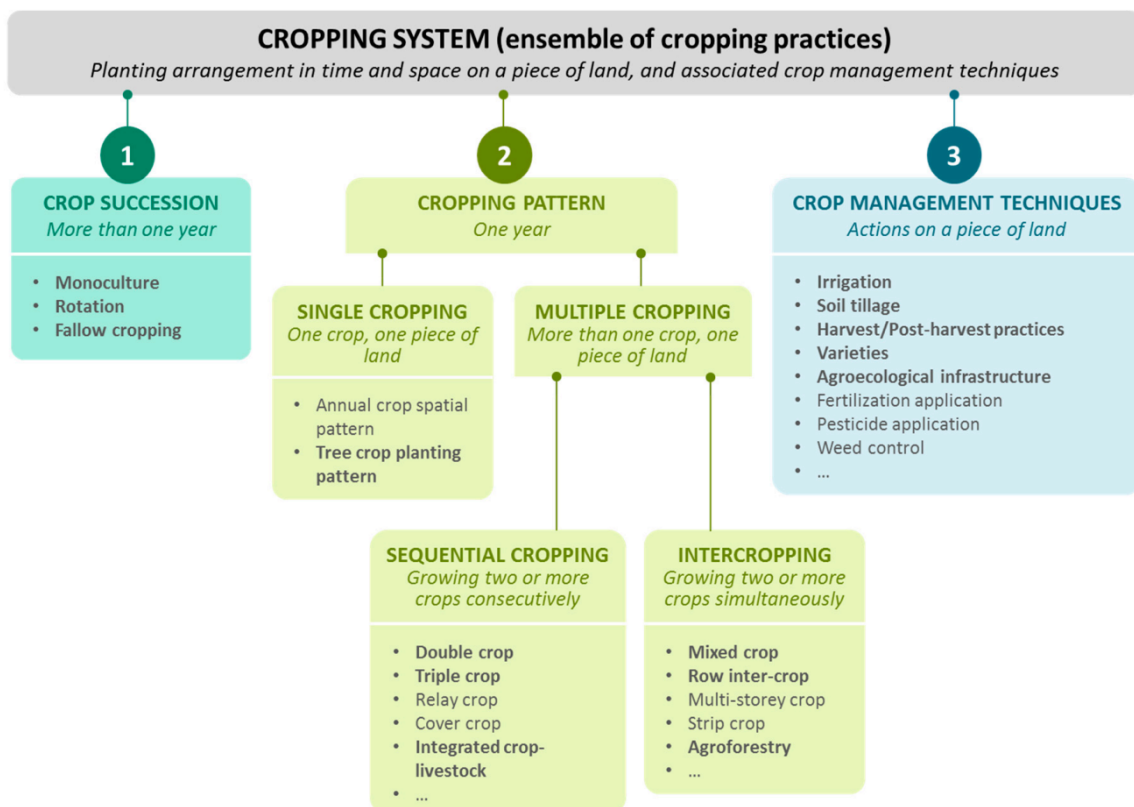 CROPPING SYSTEM (ensemble of cropping practices)
Planting arrangement in time and space on a piece of land, and associated crop management techniques
1
CROP SUCCESSION
More than one year
• Monoculture
• Rotation
• Fallow cropping
2
CROPPING PATTERN
One year
SINGLE CROPPING
One crop, one piece of
land
• Annual crop spatial
pattern
• Tree crop planting
pattern
MULTIPLE CROPPING
More than one crop, one
piece of land
SEQUENTIAL CROPPING
Growing two or more
crops consecutively
• Double crop
• Triple crop
• Relay crop
• Cover crop
• Integrated crop-
livestock
• ...
INTERCROPPING
Growing two or more
crops simultaneously
• Mixed crop
• Row inter-crop
• Multi-storey crop
• Strip crop
• Agroforestry
• ...
3
CROP MANAGEMENT TECHNIQUES
Actions on a piece of land
• Irrigation
• Soil tillage
• Harvest/Post-harvest practices
• Varieties
• Agroecological infrastructure
• Fertilization application
• Pesticide application
• Weed control
• ...